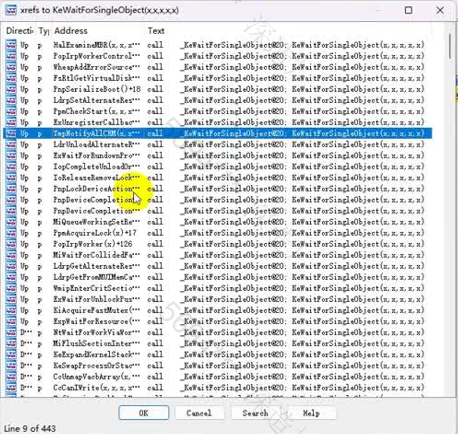 xrefs to KeWaitForSingleObject(x,x,x,x,x)
Directi Ty Address Text
Up p HalExamineMBR(x,x,x··· call _KeWaitForSingleObject@20; KeWaitForSingleObject(x,x,x,x,x)
Up p PopIrpWorkerControl··· call _KeWaitForSingleObject@20; KeWaitForSingleObject(x,x,x,x,x)
Up p WheapAddErrorSource··· call _KeWaitForSingleObject@20; KeWaitForSingleObject(x,x,x,x,x)
Up p FsRtlGetVirtualDisk··· call _KeWaitForSingleObject@20; KeWaitForSingleObject(x,x,x,x,x)
Up p PnpSerializeBoot()+18 call _KeWaitForSingleObject@20; KeWaitForSingleObject(x,x,x,x,x)
Up p LdrpSetAlternateRes··· call _KeWaitForSingleObject@20; KeWaitForSingleObject(x,x,x,x,x)
Up p PpmCheckStart(x,x,x··· call _KeWaitForSingleObject@20; KeWaitForSingleObject(x,x,x,x,x)
Up p ExUnregisterCallbac··· call _KeWaitForSingleObject@20; KeWaitForSingleObject(x,x,x,x,x)
Up p TmpNotifyAllCRM(x,x··· call _KeWaitForSingleObject@20; KeWaitForSingleObject(x,x,x,x,x)
Up p LdrUnloadAlternateR··· call _KeWaitForSingleObject@20; KeWaitForSingleObject(x,x,x,x,x)
Up p ExWaitForRundownPro··· call _KeWaitForSingleObject@20; KeWaitForSingleObject(x,x,x,x,x)
Up p IopCompleteUnloadOr··· call _KeWaitForSingleObject@20; KeWaitForSingleObject(x,x,x,x,x)
Up p IoReleaseRemoveLock··· call _KeWaitForSingleObject@20; KeWaitForSingleObject(x,x,x,x,x)
Up p PnpLockDeviceAction··· call _KeWaitForSingleObject@20; KeWaitForSingleObject(x,x,x,x,x)
Up p PnpDeviceCompletion··· call _KeWaitForSingleObject@20; KeWaitForSingleObject(x,x,x,x,x)
Up p PnpDeviceCompletion··· call _KeWaitForSingleObject@20; KeWaitForSingleObject(x,x,x,x,x)
Up p MiQueueWorkingSetRe··· call _KeWaitForSingleObject@20; KeWaitForSingleObject(x,x,x,x,x)
Up p PpmAcquireLock(x)+17 call _KeWaitForSingleObject@20; KeWaitForSingleObject(x,x,x,x,x)
Up p PopIrpWorker(x)+126 call _KeWaitForSingleObject@20; KeWaitForSingleObject(x,x,x,x,x)
Up p MiWaitForCollidedFa··· call _KeWaitForSingleObject@20; KeWaitForSingleObject(x,x,x,x,x)
Up p LdrpGetAlternateRes··· call _KeWaitForSingleObject@20; KeWaitForSingleObject(x,x,x,x,x)
Up p LdrpGetFromMUIMemCa··· call _KeWaitForSingleObject@20; KeWaitForSingleObject(x,x,x,x,x)
Up p WmipEnterCritSectio··· call _KeWaitForSingleObject@20; KeWaitForSingleObject(x,x,x,x,x)
Up p ExWaitForUnblockPus··· call _KeWaitForSingleObject@20; KeWaitForSingleObject(x,x,x,x,x)
Up p KiAcquireFastMutex(··· call _KeWaitForSingleObject@20; KeWaitForSingleObject(x,x,x,x,x)
Up p ExpWaitForResource(··· call _KeWaitForSingleObject@20; KeWaitForSingleObject(x,x,x,x,x)
D··· p NtWaitForWorkViaWor··· call _KeWaitForSingleObject@20; KeWaitForSingleObject(x,x,x,x,x)
D··· p MiFlushSectionInter··· call _KeWaitForSingleObject@20; KeWaitForSingleObject(x,x,x,x,x)
D··· p KeExpandKernelStack··· call _KeWaitForSingleObject@20; KeWaitForSingleObject(x,x,x,x,x)
D··· p KeSwapProcessOrStac··· call _KeWaitForSingleObject@20; KeWaitForSingleObject(x,x,x,x,x)
D··· p CcUnmapVacbArray(x,··· call _KeWaitForSingleObject@20; KeWaitForSingleObject(x,x,x,x,x)
D··· p CcCanIWrite(x,x,x,x··· call _KeWaitForSingleObject@20; KeWaitForSingleObject(x,x,x,x,x)
OK Cancel Search Help
Line 9 of 443